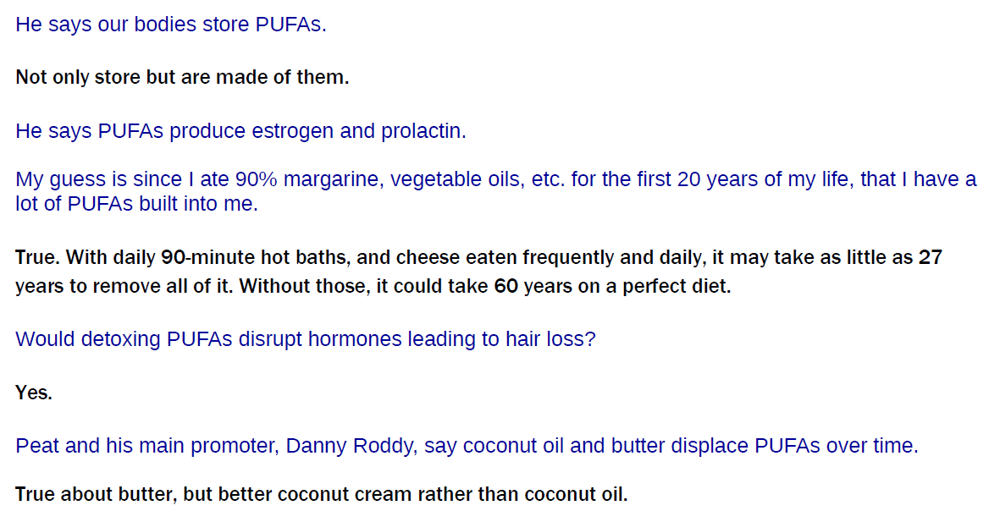 He says our bodies store PUFAs.
Not only store but are made of them.
He says PUFAs produce estrogen and prolactin.
My guess is since I ate 90% margarine, vegetable oils, etc. for the first 20 years of my life, that I have a
lot of PUFAs built into me.
True. With daily 90-minute hot baths, and cheese eaten frequently and daily, it may take as little as 27
years to remove all of it. Without those, it could take 60 years on a perfect diet.
Would detoxing PUFAs disrupt hormones leading to hair loss?
Yes.
Peat and his main promoter, Danny Roddy, say coconut oil and butter displace PUFAs over time.
True about butter, but better coconut cream rather than coconut oil.